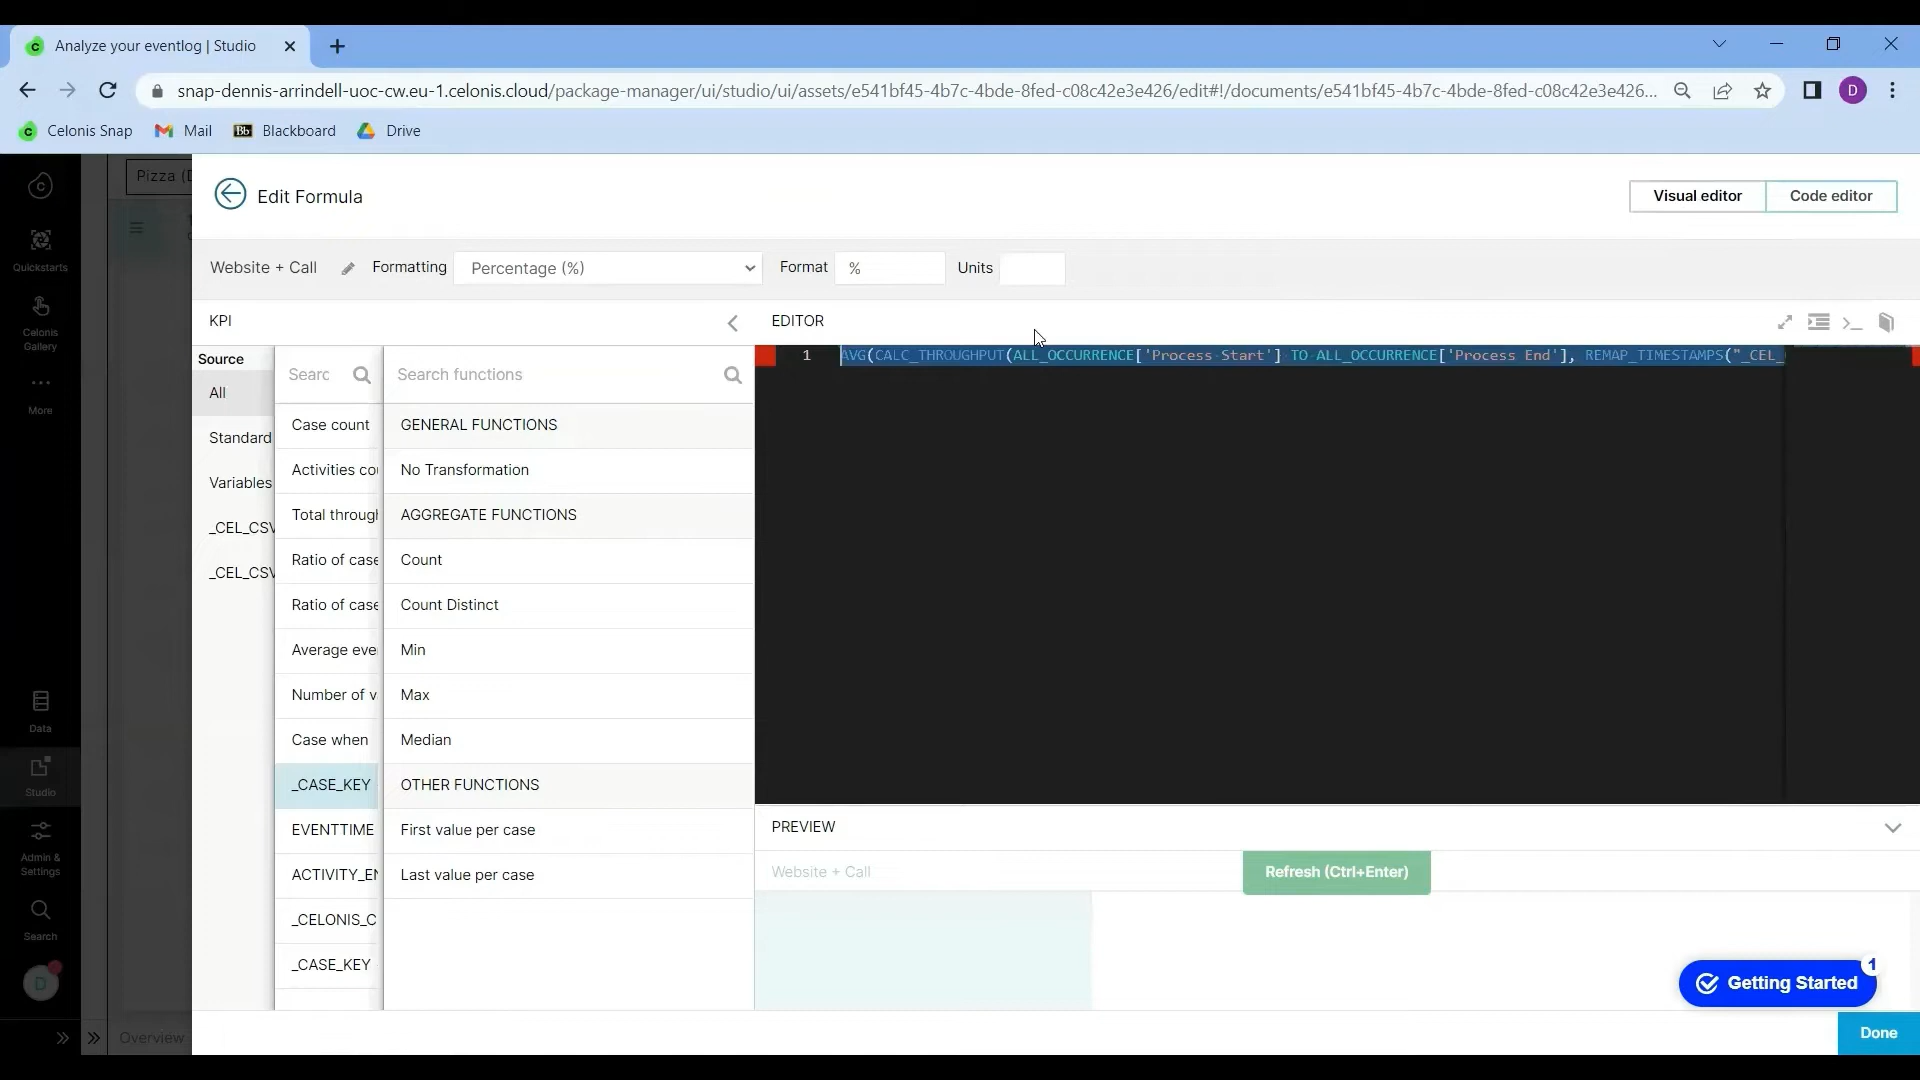 Analyze your eventlog | Studio
snap-dennis-arrindell-uoc-cw.eu-1.celonis.cloud/package-manager/ui/studio/ui/assets/e541bf45-4b7c-4bde-8fed-c08c42e3e426/edit#!/documents/e541bf45-4b7c-4bde-8fed-c08c42e3e426...
D
Celonis Snap
Mail
Bb Blackboard
Drive
Pizza (D
Edit Formula
Visual editor
Code editor
Quickstarts
Celonis
Gallery
More
Data
Studio
Admin &
Settings
Search
D
Overview
Website + Call
Formatting
Percentage (%)
Format
%
Units
KPI
EDITOR
Source
All
Standard
Variables
_CEL_CSV
_CEL_CSV
Searc
Case count
Activities cou
Total through
Ratio of case
Ratio of case
Average eve
Number of v
Case when
_CASE_KEY
EVENTTIME
ACTIVITY_EN
_CELONIS_C
_CASE_KEY
Search functions
GENERAL FUNCTIONS
No Transformation
AGGREGATE FUNCTIONS
Count
Count Distinct
Min
Max
Median
OTHER FUNCTIONS
First value per case
Last value per case
1 AVG(CALC_THROUGHPUT(ALL_OCCURRENCE['Process Start'] TO ALL_OCCURRENCE['Process End'], REMAP_TIMESTAMPS("_CEL_
PREVIEW
Website + Call
Refresh (Ctrl+Enter)
Getting Started
1
Done